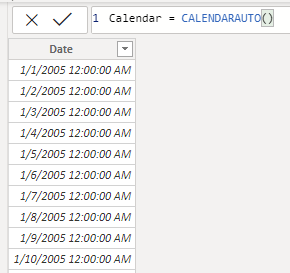 1 Calendar = CALENDARAUTO()
Date
1/1/2005 12:00:00 AM
1/2/2005 12:00:00 AM
1/3/2005 12:00:00 AM
1/4/2005 12:00:00 AM
1/5/2005 12:00:00 AM
1/6/2005 12:00:00 AM
1/7/2005 12:00:00 AM
1/8/2005 12:00:00 AM
1/9/2005 12:00:00 AM
1/10/2005 12:00:00 AM